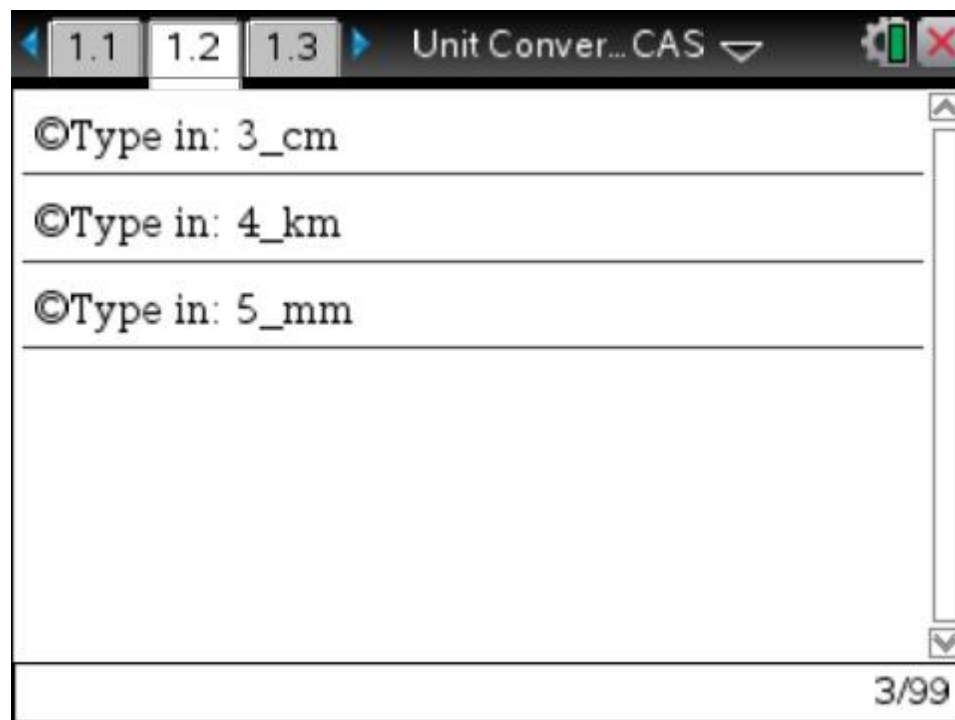 1.1 1.2 1.3 Unit Conver...CAS
©Type in: 3_cm
©Type in: 4_km
©Type in: 5_mm
3/99